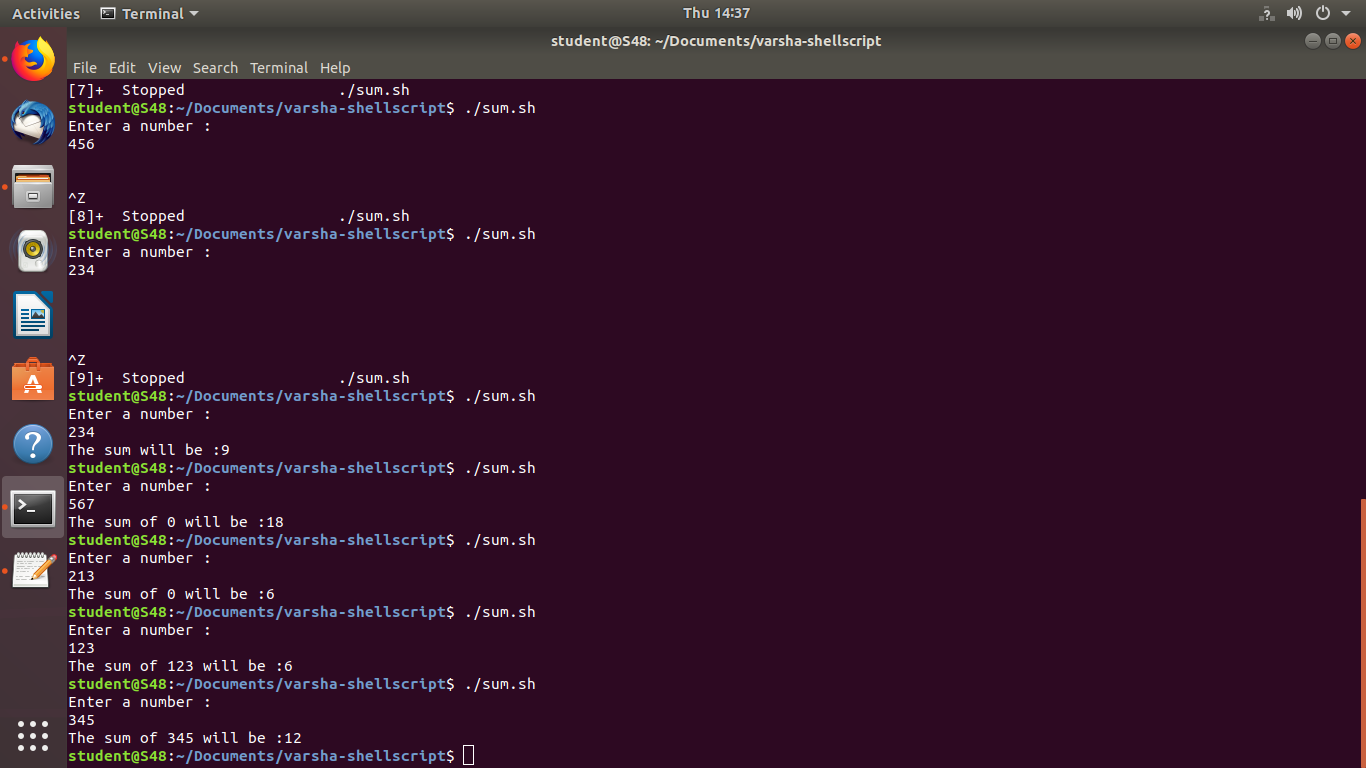 Activities Terminal Thu 14:37
student@S48: ~/Documents/varsha-shellscript
File Edit View Search Terminal Help
[7]+  Stopped                 ./sum.sh
student@S48:~/Documents/varsha-shellscript$ ./sum.sh
Enter a number :
456
^Z
[8]+  Stopped                 ./sum.sh
student@S48:~/Documents/varsha-shellscript$ ./sum.sh
Enter a number :
234
^Z
[9]+  Stopped                 ./sum.sh
student@S48:~/Documents/varsha-shellscript$ ./sum.sh
Enter a number :
234
The sum will be :9
student@S48:~/Documents/varsha-shellscript$ ./sum.sh
Enter a number :
567
The sum of 0 will be :18
student@S48:~/Documents/varsha-shellscript$ ./sum.sh
Enter a number :
213
The sum of 0 will be :6
student@S48:~/Documents/varsha-shellscript$ ./sum.sh
Enter a number :
123
The sum of 123 will be :6
student@S48:~/Documents/varsha-shellscript$ ./sum.sh
Enter a number :
345
The sum of 345 will be :12
student@S48:~/Documents/varsha-shellscript$